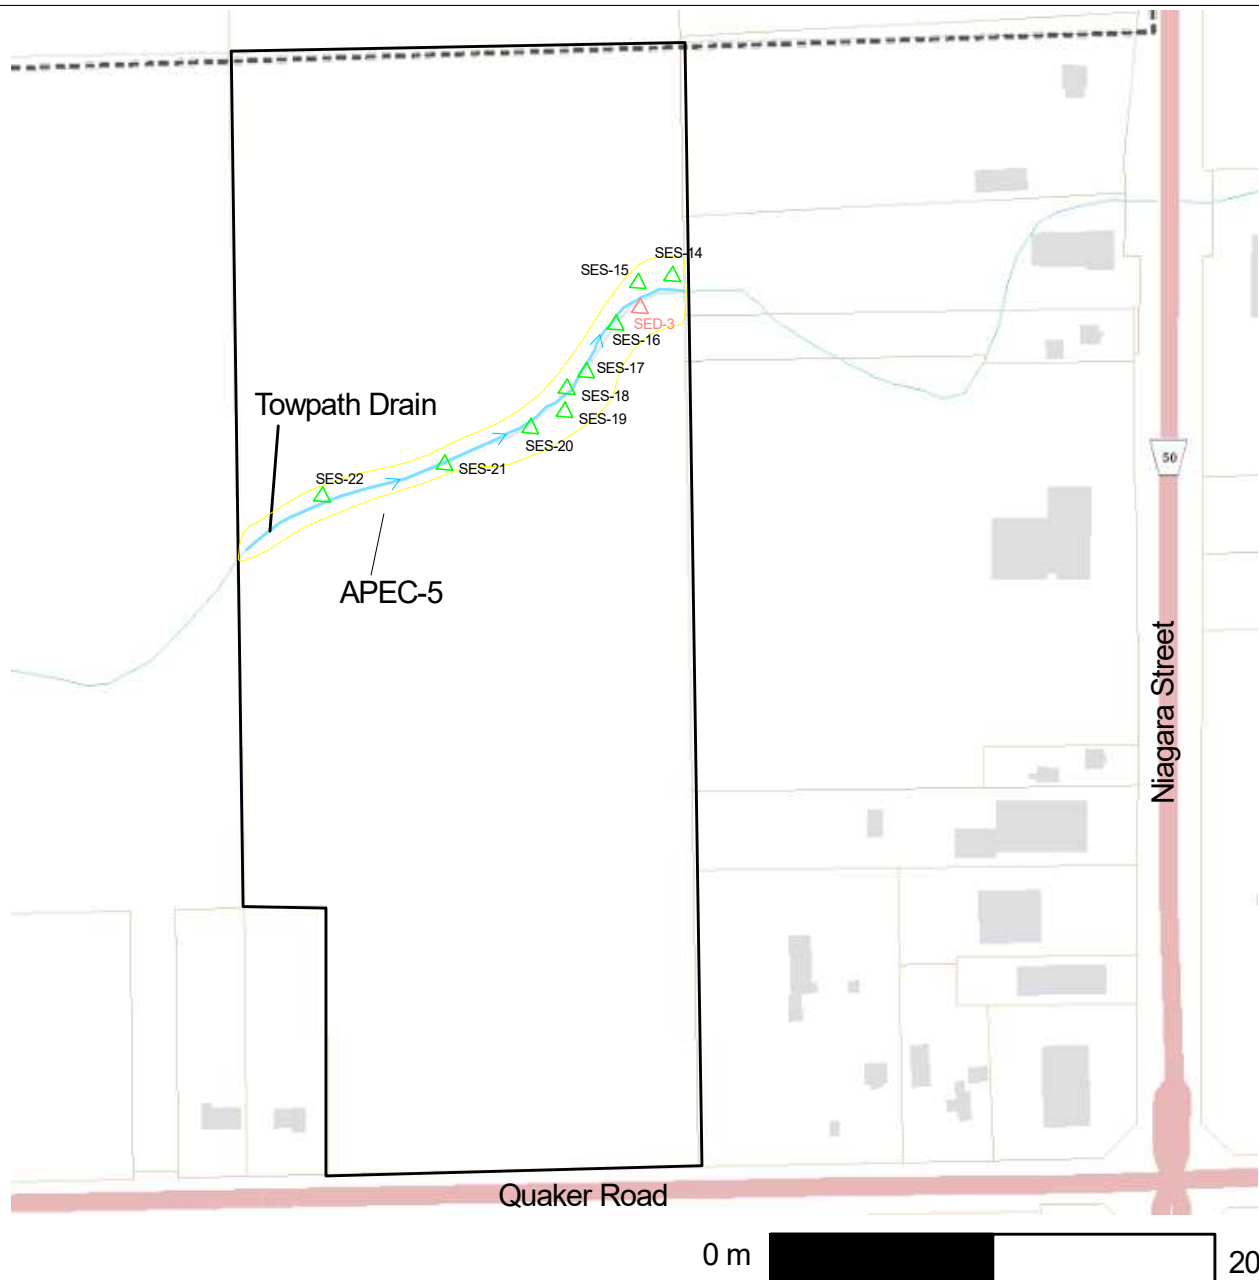 SES-14
SES-15
SED-3
SES-16
SES-17
SES-18
SES-19
SES-20
SES-21
SES-22
Towpath Drain
APEC-5
50
Niagara Street
Quaker Road
0 m
20